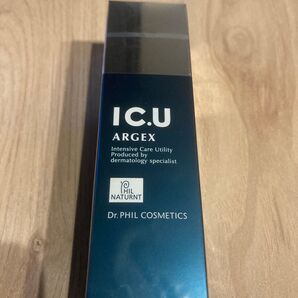 IC.U
ARGEX
Intensive Care Utility
Produced by
dermatology specialist
PHIL
NATURNT
Dr. PHIL COSMETICS